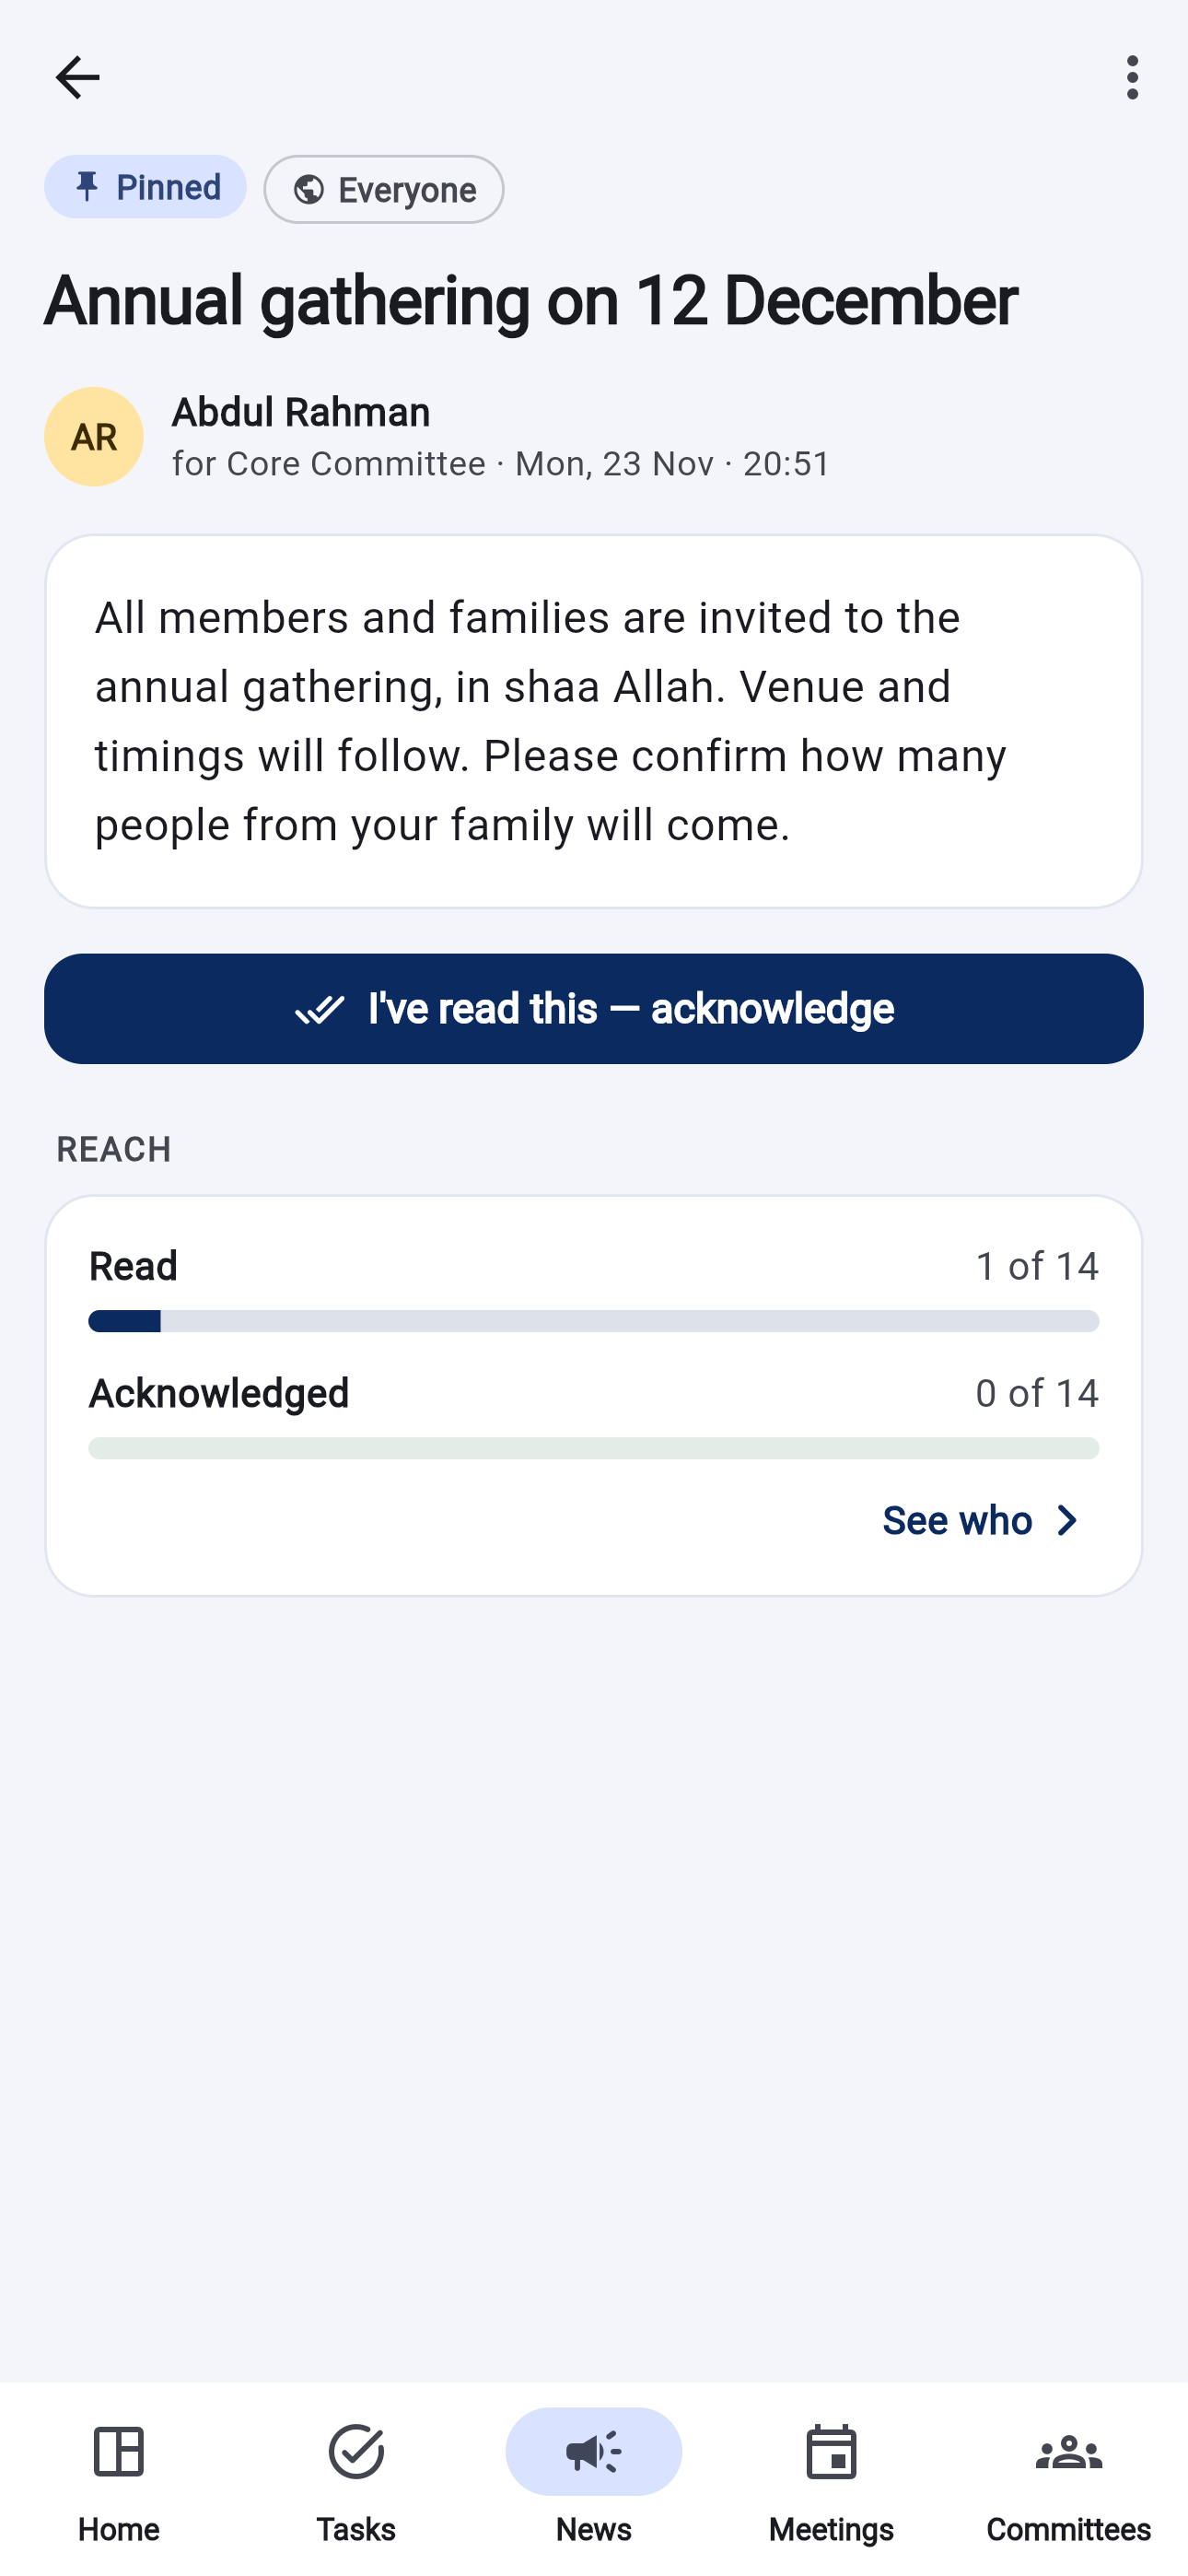 Pinned
Everyone
Annual gathering on 12 December
AR
Abdul Rahman
for Core Committee · Mon, 23 Nov · 20:51
All members and families are invited to the
annual gathering, in shaa Allah. Venue and
timings will follow. Please confirm how many
people from your family will come.
I've read this — acknowledge
REACH
Read 1 of 14
Acknowledged 0 of 14
See who
Home Tasks News Meetings Committees